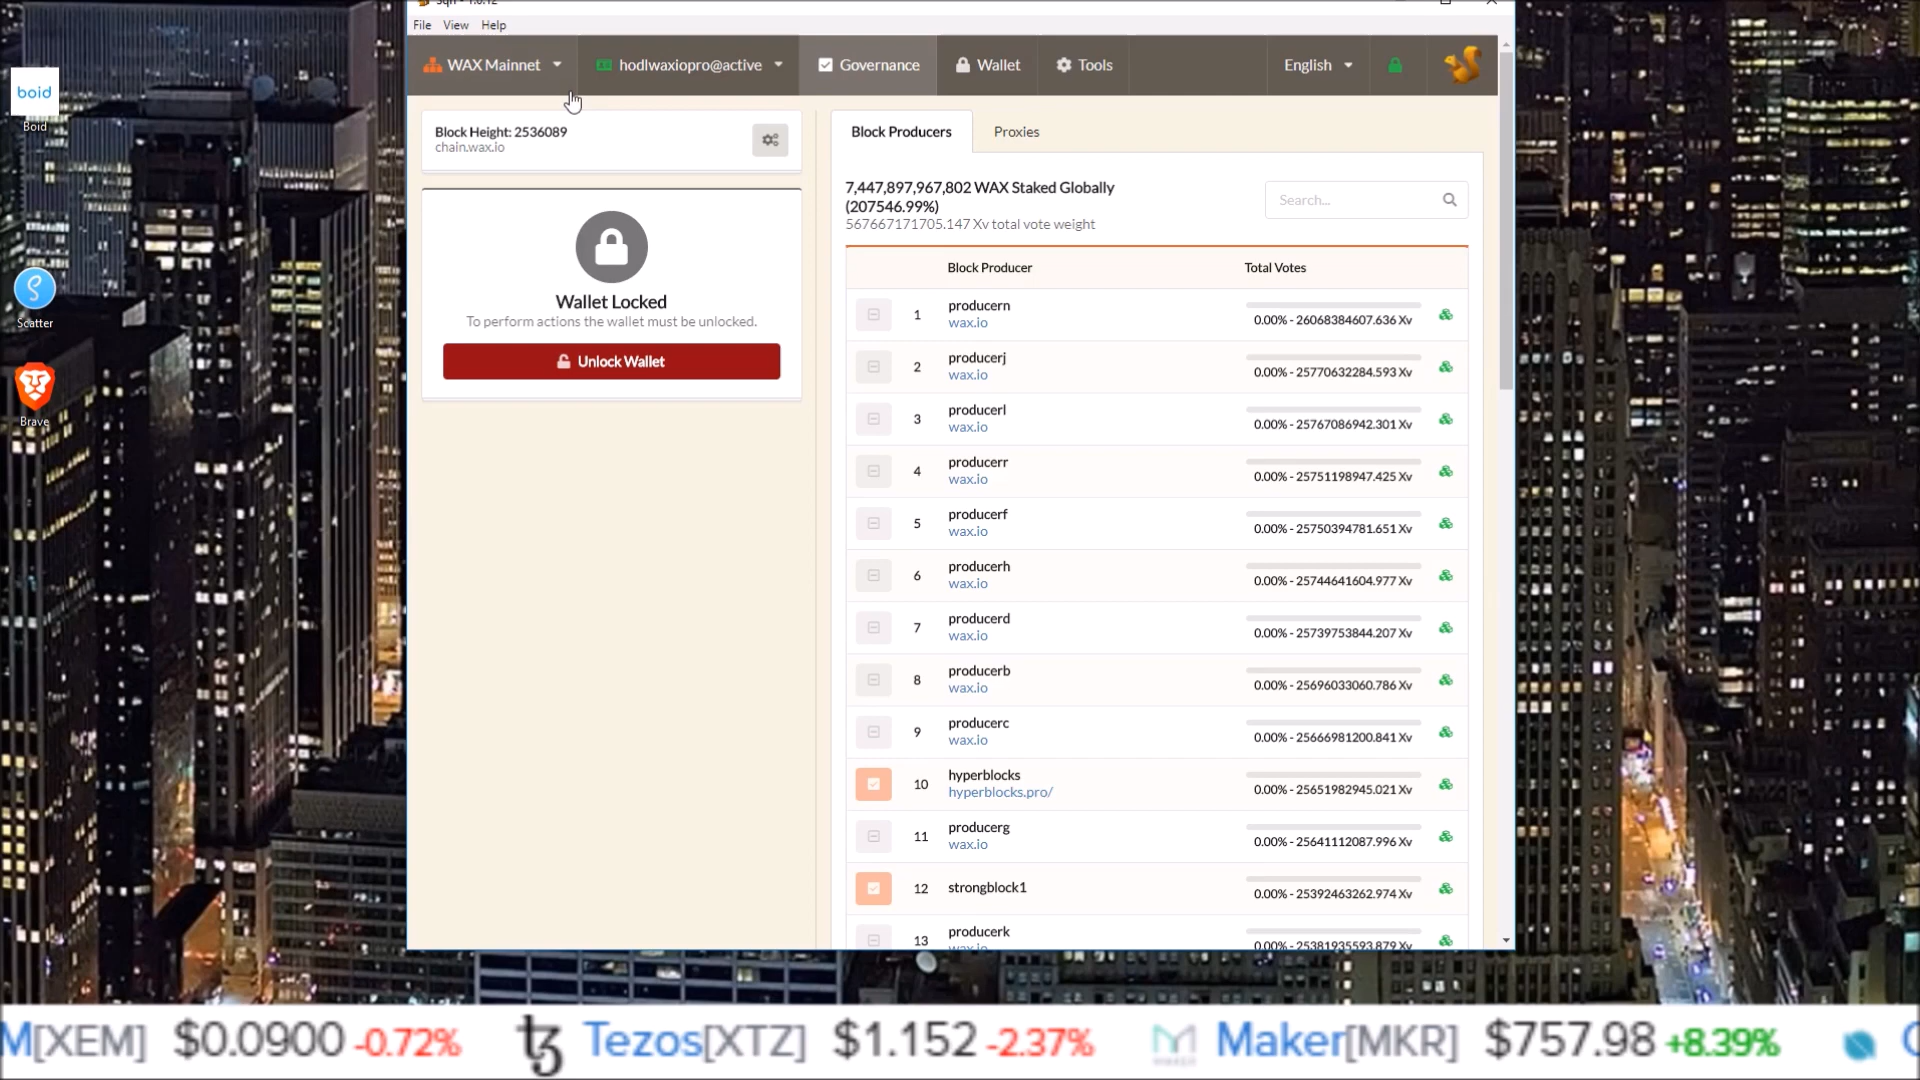 File View Help
WAX Mainnet hodlwaxiopro@active Governance Wallet Tools English
boid
Boid
Scatter
Brave
Block Height: 2536089
chain.wax.io
Wallet Locked
To perform actions the wallet must be unlocked.
Unlock Wallet
Block Producers Proxies
7,447,897,967,802 WAX Staked Globally
(207546.99%)
567667171705.147 Xv total vote weight
Search...
Block Producer Total Votes
1 producern
wax.io
0.00% - 26068384607.636 Xv
2 producerj
wax.io
0.00% - 25770632284.593 Xv
3 producerl
wax.io
0.00% - 25767086942.301 Xv
4 producerr
wax.io
0.00% - 25751198947.425 Xv
5 producerf
wax.io
0.00% - 25750394781.651 Xv
6 producerh
wax.io
0.00% - 25744641604.977 Xv
7 producerd
wax.io
0.00% - 25739753844.207 Xv
8 producerb
wax.io
0.00% - 25696033060.786 Xv
9 producerc
wax.io
0.00% - 25666981200.841 Xv
10 hyperblocks
hyperblocks.pro/
0.00% - 25651982945.021 Xv
11 producerg
wax.io
0.00% - 25641112087.996 Xv
12 strongblock1
0.00% - 25392463262.974 Xv
13 producerk
wax.io
0.00% - 25381935593.879 Xv
M[XEM] $0.0900 -0.72% Tezos[XTZ] $1.152 -2.37% Maker[MKR] $757.98 +8.39%